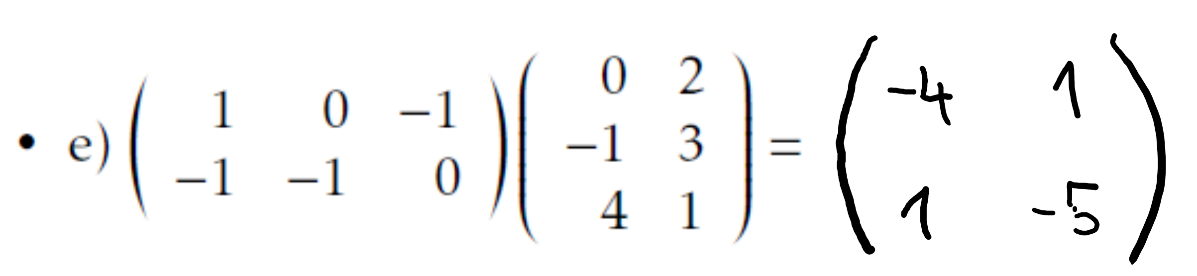 • e) ( 1 0 −1 ) ( 0 2 ) = ( -4 1 )
−1 −1 0 −1 3 1 -5
4 1